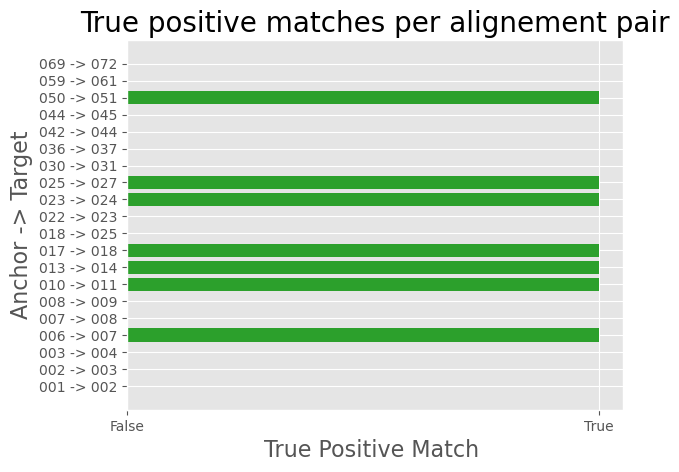 True positive matches per alignement pair
Anchor -> Target
069 -> 072
059 -> 061
050 -> 051
044 -> 045
042 -> 044
036 -> 037
030 -> 031
025 -> 027
023 -> 024
022 -> 023
018 -> 025
017 -> 018
013 -> 014
010 -> 011
008 -> 009
007 -> 008
006 -> 007
003 -> 004
002 -> 003
001 -> 002
False True
True Positive Match